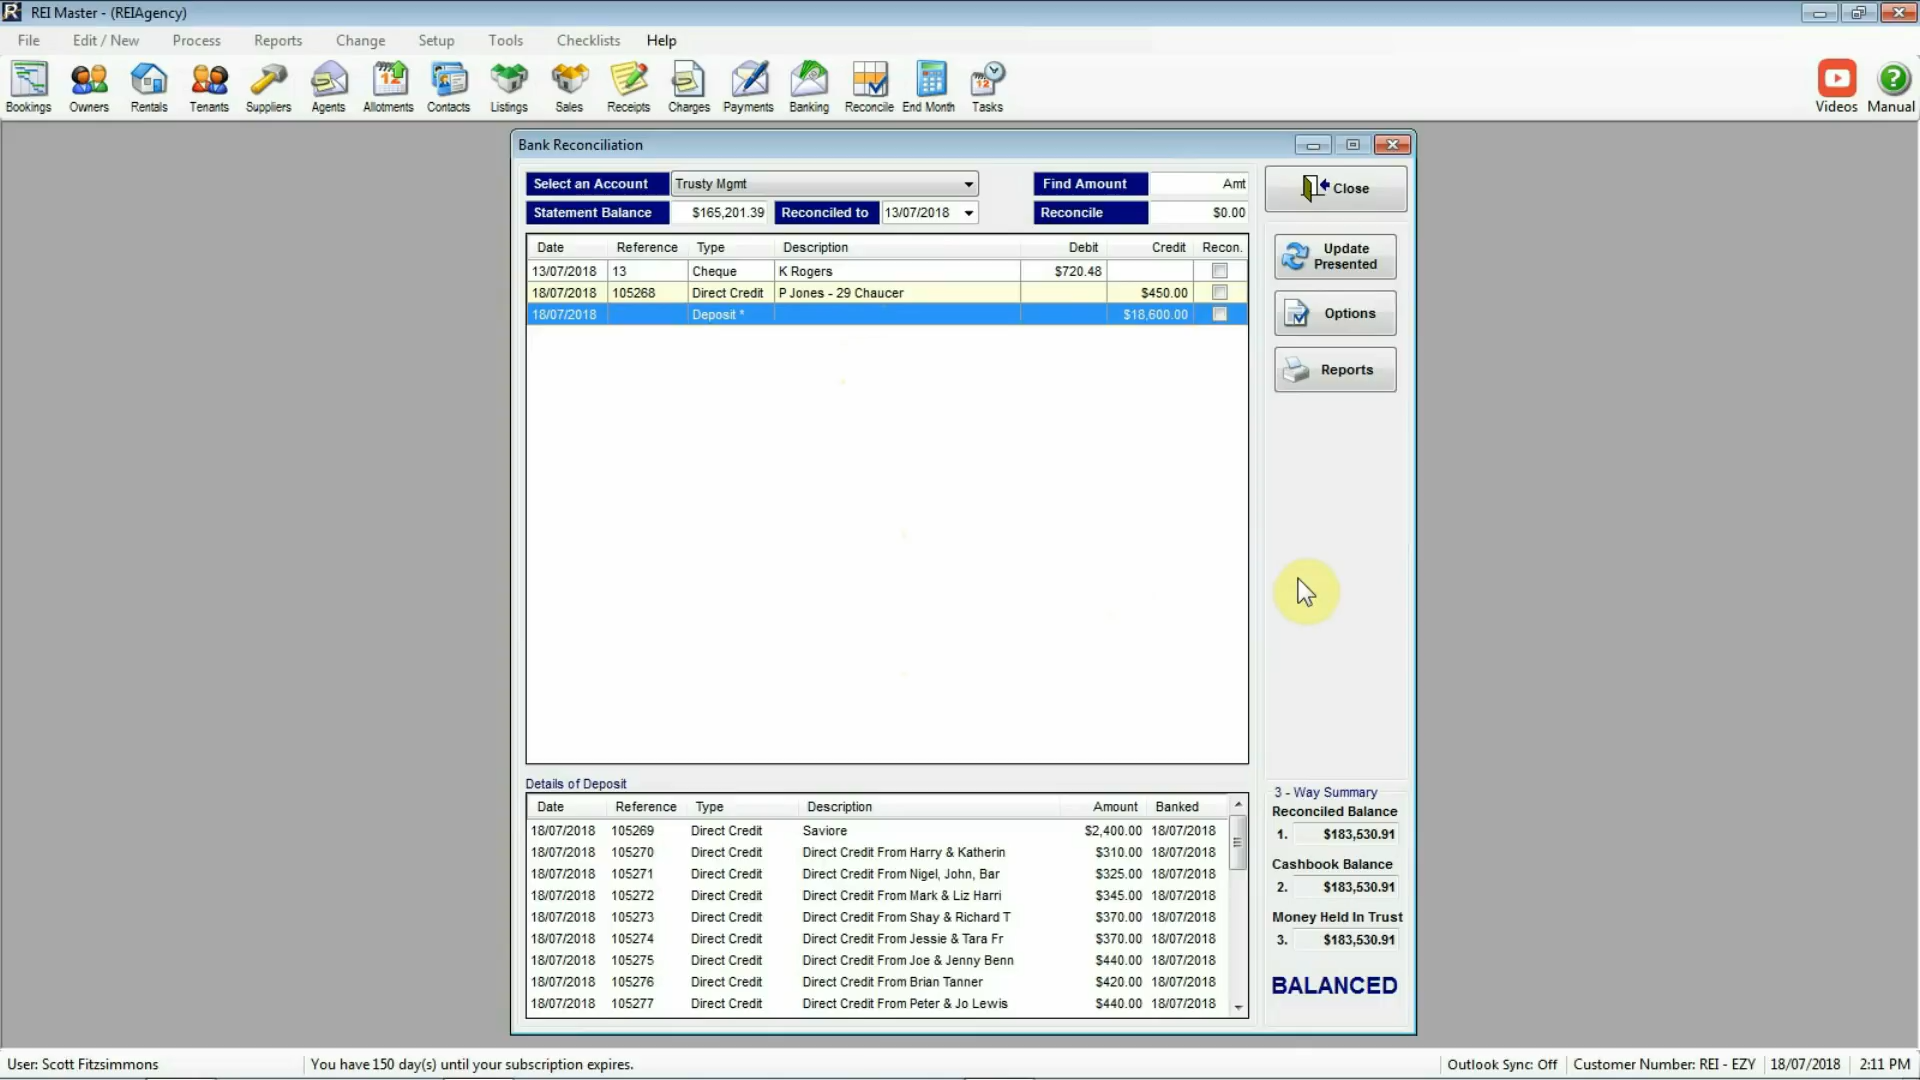 REI Master - (REIAgency)
File Edit / New Process Reports Change Setup Tools Checklists Help
Bookings Owners Rentals Tenants Suppliers Agents Allotments Contacts Listings Sales Receipts Charges Payments Banking Reconcile End Month Tasks Videos Manual
Bank Reconciliation
Select an Account Trusty Mgmt Find Amount Amt Close
Statement Balance $165,201.39 Reconciled to 13/07/2018 Reconcile $0.00
Date Reference Type Description Debit Credit Recon.
13/07/2018 13 Cheque K Rogers $720.48
18/07/2018 105268 Direct Credit P Jones - 29 Chaucer $450.00
18/07/2018 Deposit * $18,600.00
Update
Presented
Options
Reports
Details of Deposit
Date Reference Type Description Amount Banked
18/07/2018 105269 Direct Credit Saviore $2,400.00 18/07/2018
18/07/2018 105270 Direct Credit Direct Credit From Harry & Katherin $310.00 18/07/2018
18/07/2018 105271 Direct Credit Direct Credit From Nigel, John, Bar $325.00 18/07/2018
18/07/2018 105272 Direct Credit Direct Credit From Mark & Liz Harri $345.00 18/07/2018
18/07/2018 105273 Direct Credit Direct Credit From Shay & Richard T $370.00 18/07/2018
18/07/2018 105274 Direct Credit Direct Credit From Jessie & Tara Fr $370.00 18/07/2018
18/07/2018 105275 Direct Credit Direct Credit From Joe & Jenny Benn $440.00 18/07/2018
18/07/2018 105276 Direct Credit Direct Credit From Brian Tanner $420.00 18/07/2018
18/07/2018 105277 Direct Credit Direct Credit From Peter & Jo Lewis $440.00 18/07/2018
3 - Way Summary
Reconciled Balance
1. $183,530.91
Cashbook Balance
2. $183,530.91
Money Held In Trust
3. $183,530.91
BALANCED
User: Scott Fitzsimmons You have 150 day(s) until your subscription expires. Outlook Sync: Off Customer Number: REI - EZY 18/07/2018 2:11 PM